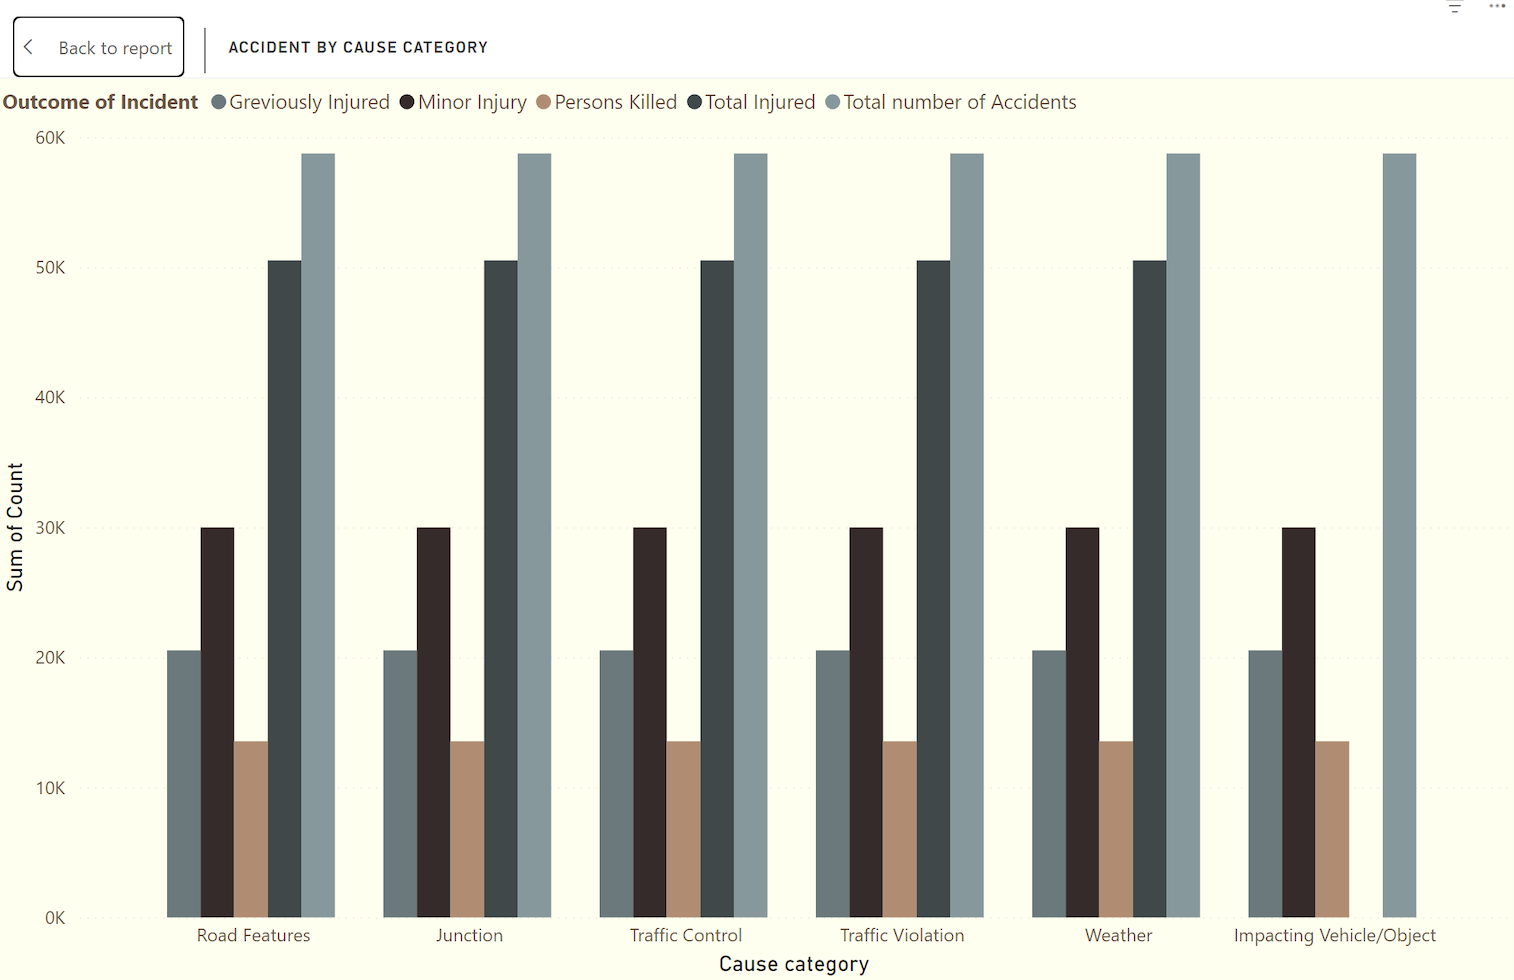 Back to report
ACCIDENT BY CAUSE CATEGORY
Outcome of Incident Greviously Injured Minor Injury Persons Killed Total Injured Total number of Accidents
60K
50K
40K
30K
20K
10K
0K
Sum of Count
Road Features Junction Traffic Control Traffic Violation Weather Impacting Vehicle/Object
Cause category